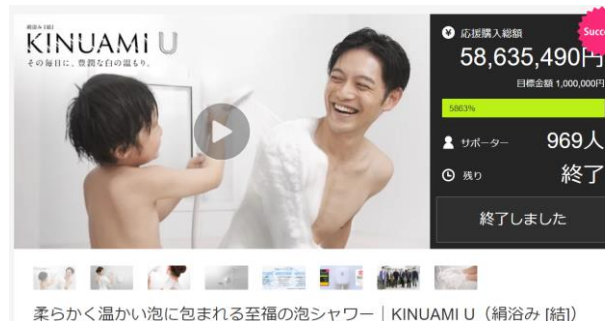 絹浴み [結]
KINUAMI U
その毎日に、豊潤な白の温もり。
応援購入総額
58,635,490円
目標金額 1,000,000円
5863%
サポーター
969人
残り
終了
終了しました
柔らかく温かい泡に包まれる至福の泡シャワー｜KINUAMI U（絹浴み [結]）